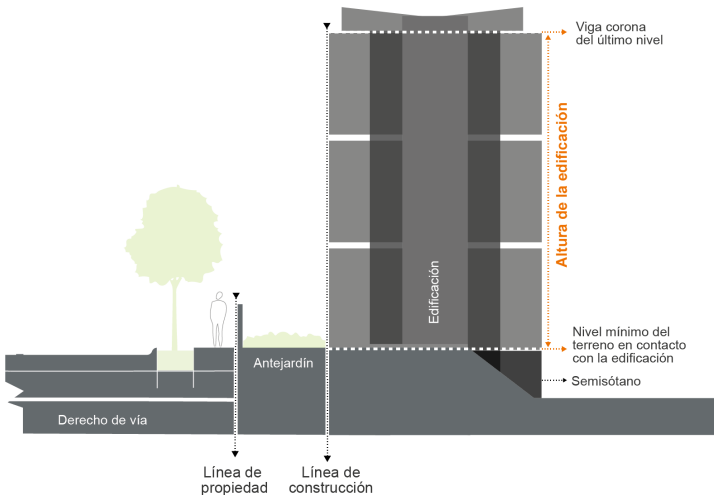 Viga corona
del último nivel
Altura de la edificación
Edificación
Nivel mínimo del
terreno en contacto
con la edificación
Antejardín
Semisótano
Derecho de vía
Línea de
propiedad
Línea de
construcción